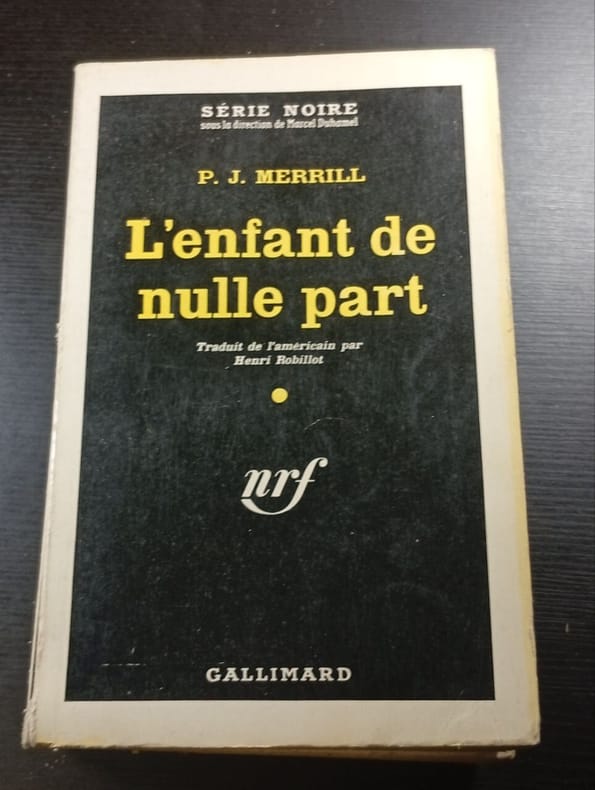 SÉRIE NOIRE
sous la direction de Marcel Duhamel
P. J. MERRILL
L'enfant de
nulle part
Traduit de l'américain par
Henri Robillot
nrf
GALLIMARD